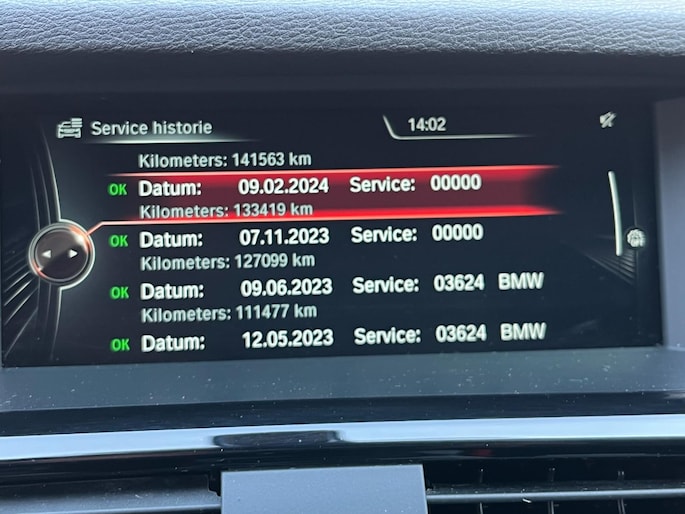 Service historie 14:02
Kilometers: 141563 km
OK Datum: 09.02.2024 Service: 00000
Kilometers: 133419 km
OK Datum: 07.11.2023 Service: 00000
Kilometers: 127099 km
OK Datum: 09.06.2023 Service: 03624 BMW
Kilometers: 111477 km
OK Datum: 12.05.2023 Service: 03624 BMW